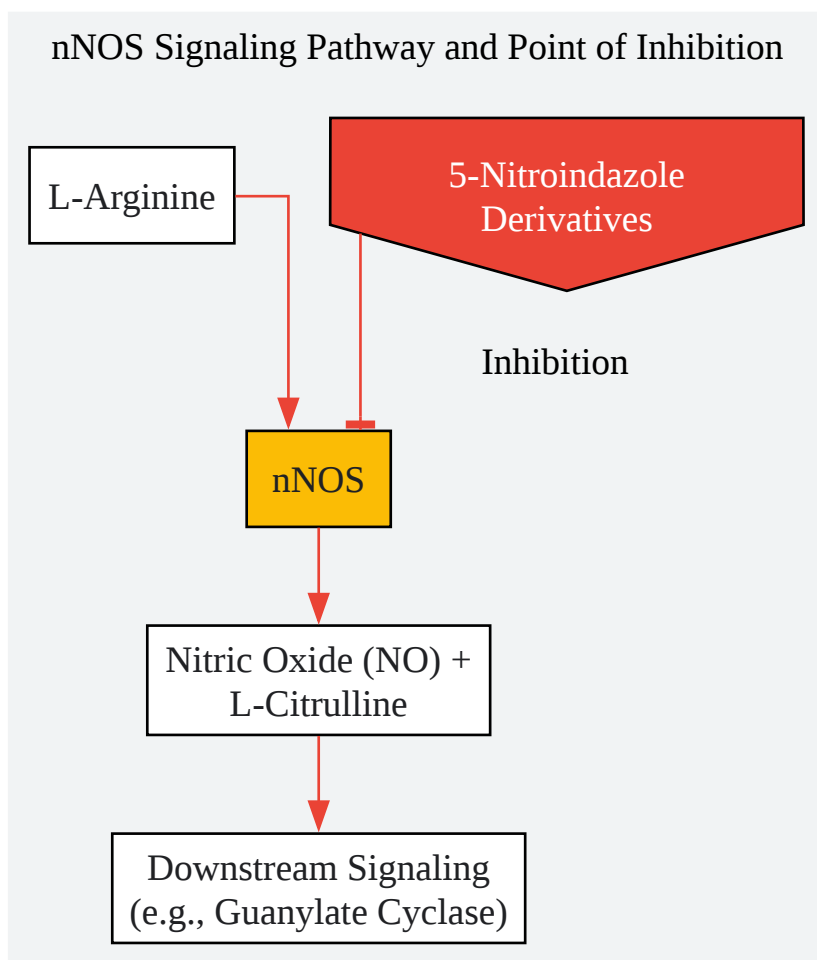 nNOS Signaling Pathway and Point of Inhibition
L-Arginine
5-Nitroindazole
Derivatives
Inhibition
nNOS
Nitric Oxide (NO) +
L-Citrulline
Downstream Signaling
(e.g., Guanylate Cyclase)